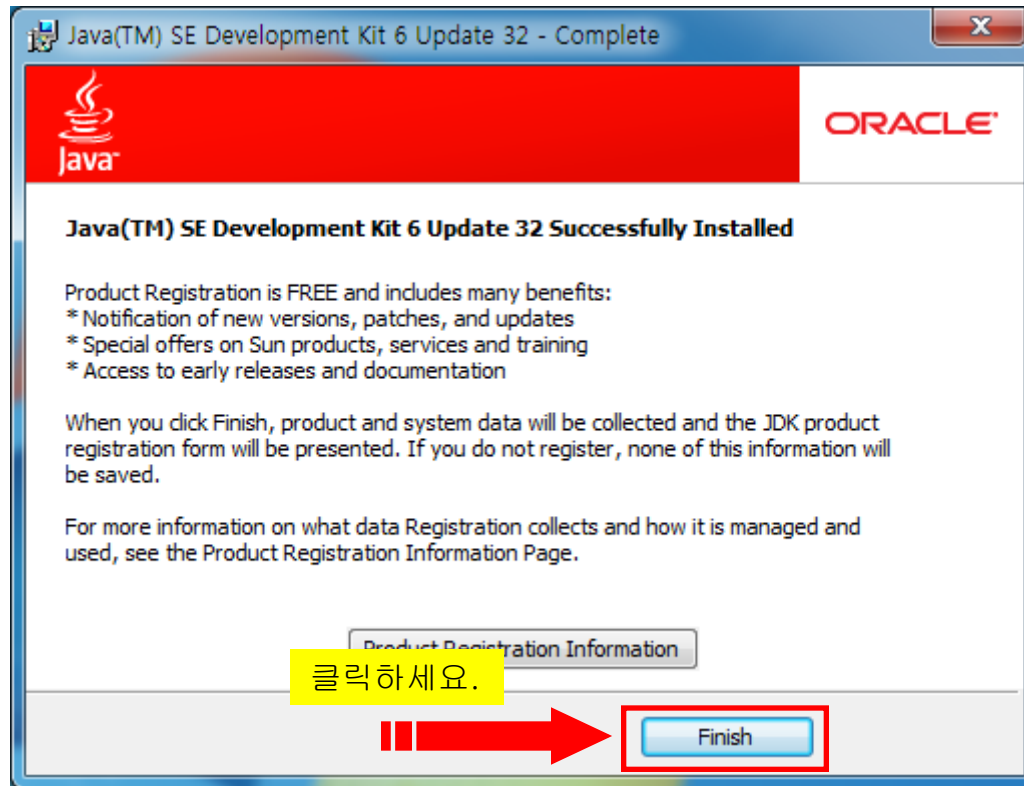 Java(TM) SE Development Kit 6 Update 32 - Complete
Java™
ORACLE®
Java(TM) SE Development Kit 6 Update 32 Successfully Installed
Product Registration is FREE and includes many benefits:
* Notification of new versions, patches, and updates
* Special offers on Sun products, services and training
* Access to early releases and documentation
When you click Finish, product and system data will be collected and the JDK product
registration form will be presented. If you do not register, none of this information will
be saved.
For more information on what data Registration collects and how it is managed and
used, see the Product Registration Information Page.
Product Registration Information
클릭하세요.
Finish